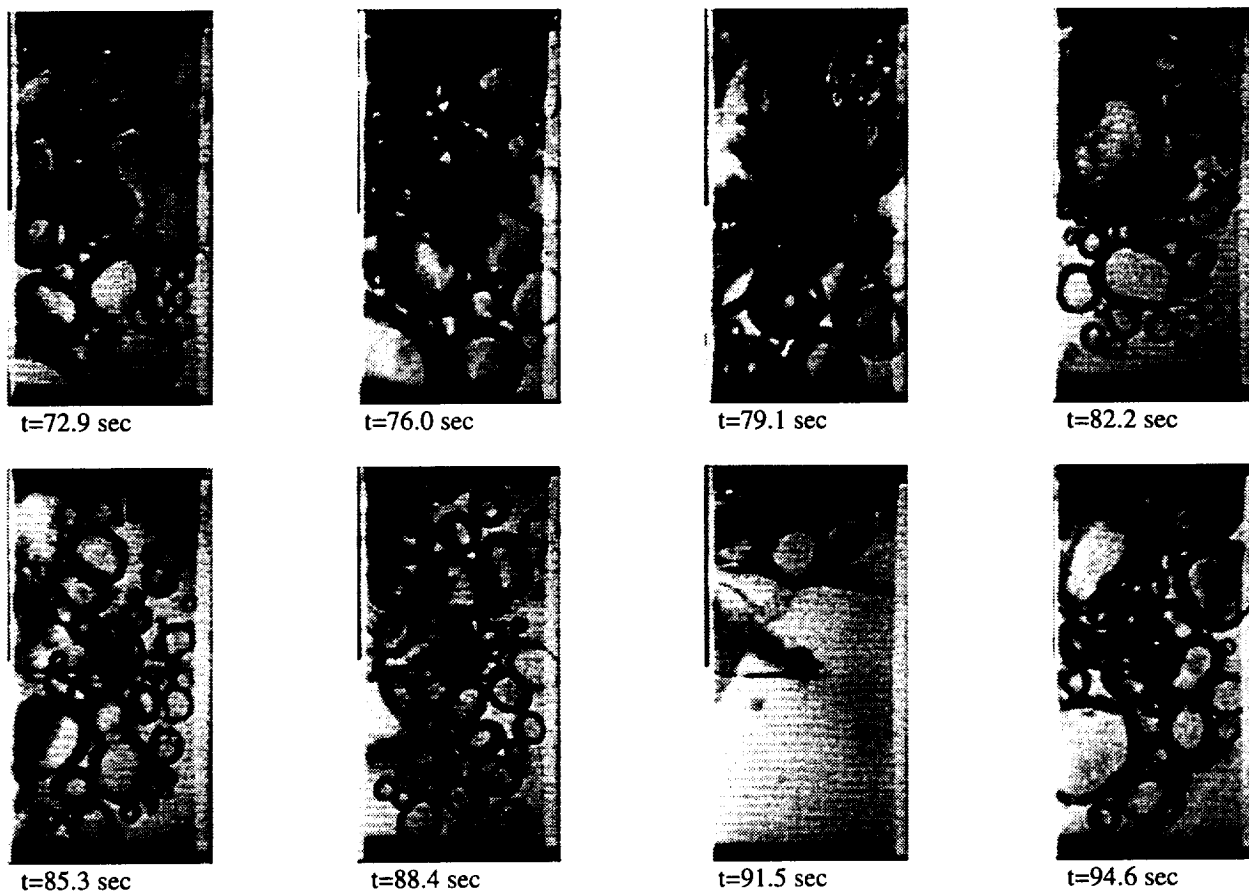 t=72.9 sec
t=76.0 sec
t=79.1 sec
t=82.2 sec
t=85.3 sec
t=88.4 sec
t=91.5 sec
t=94.6 sec